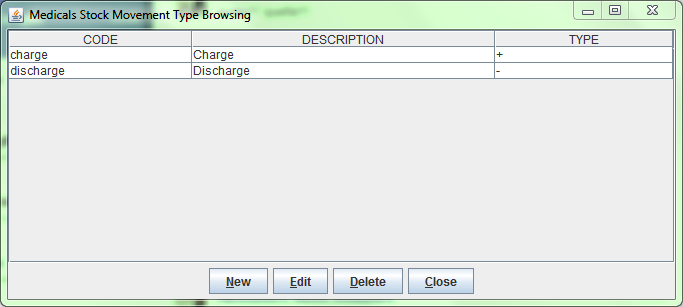 Medicals Stock Movement Type Browsing
CODE DESCRIPTION TYPE
charge Charge +
discharge Discharge -
New Edit Delete Close